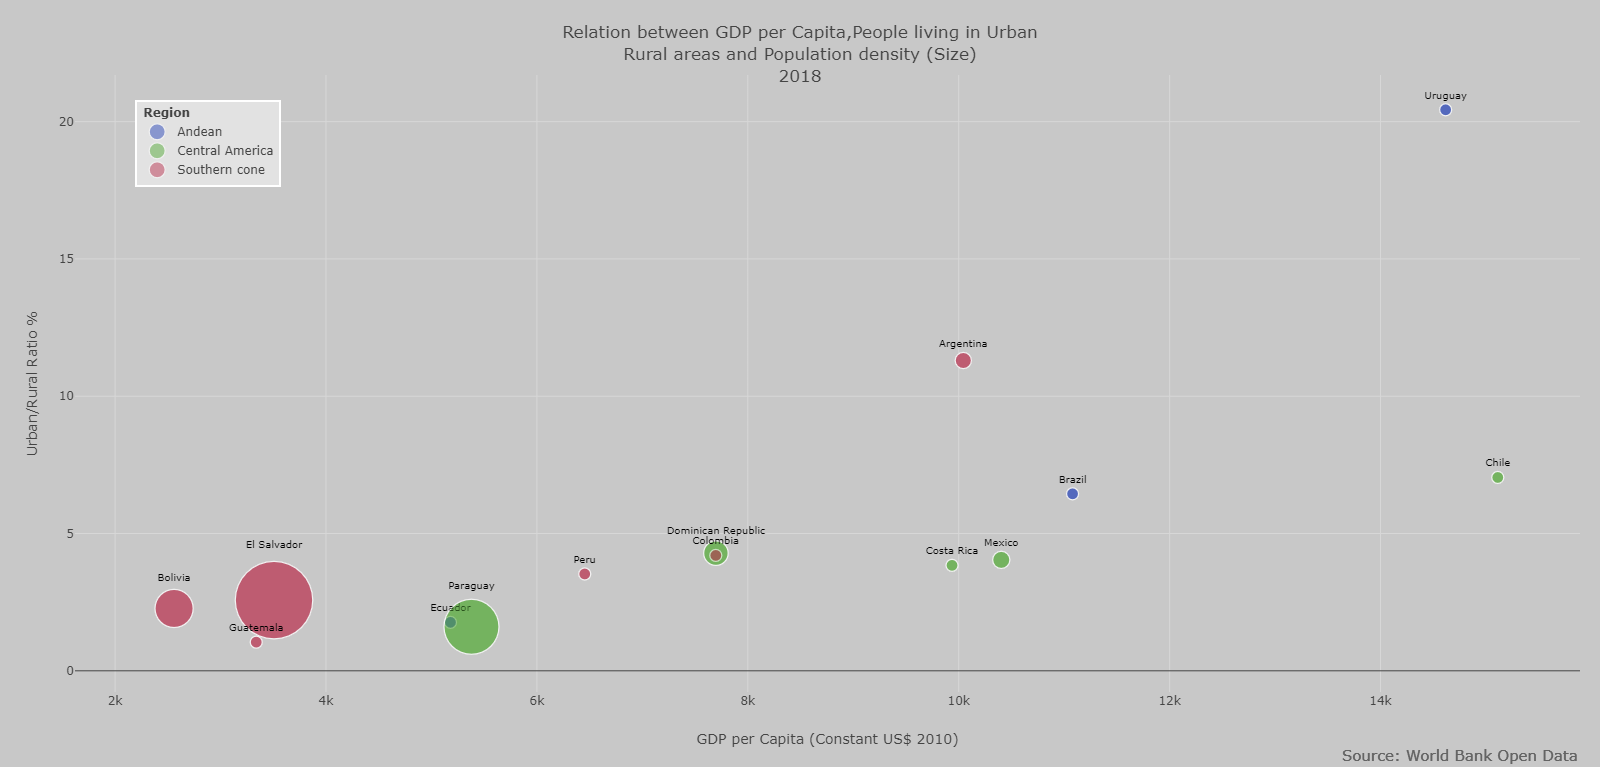 Relation between GDP per Capita,People living in Urban
Rural areas and Population density (Size)
2018
Region
Andean
Central America
Southern cone
Urban/Rural Ratio %
20
15
10
5
0
Uruguay
Argentina
Chile
Brazil
Dominican Republic
Colombia
Mexico
El Salvador
Costa Rica
Peru
Bolivia
Paraguay
Ecuador
Guatemala
2k
4k
6k
8k
10k
12k
14k
GDP per Capita (Constant US$ 2010)
Source: World Bank Open Data